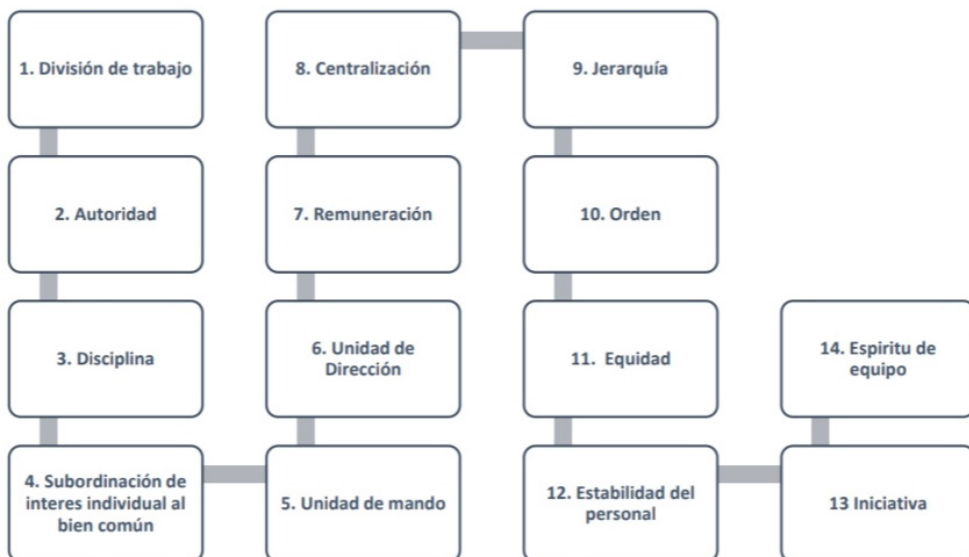 1. División de trabajo
2. Autoridad
3. Disciplina
4. Subordinación de
interes individual al
bien común
5. Unidad de mando
6. Unidad de
Dirección
7. Remuneración
8. Centralización
9. Jerarquía
10. Orden
11. Equidad
12. Estabilidad del
personal
13 Iniciativa
14. Espiritu de
equipo